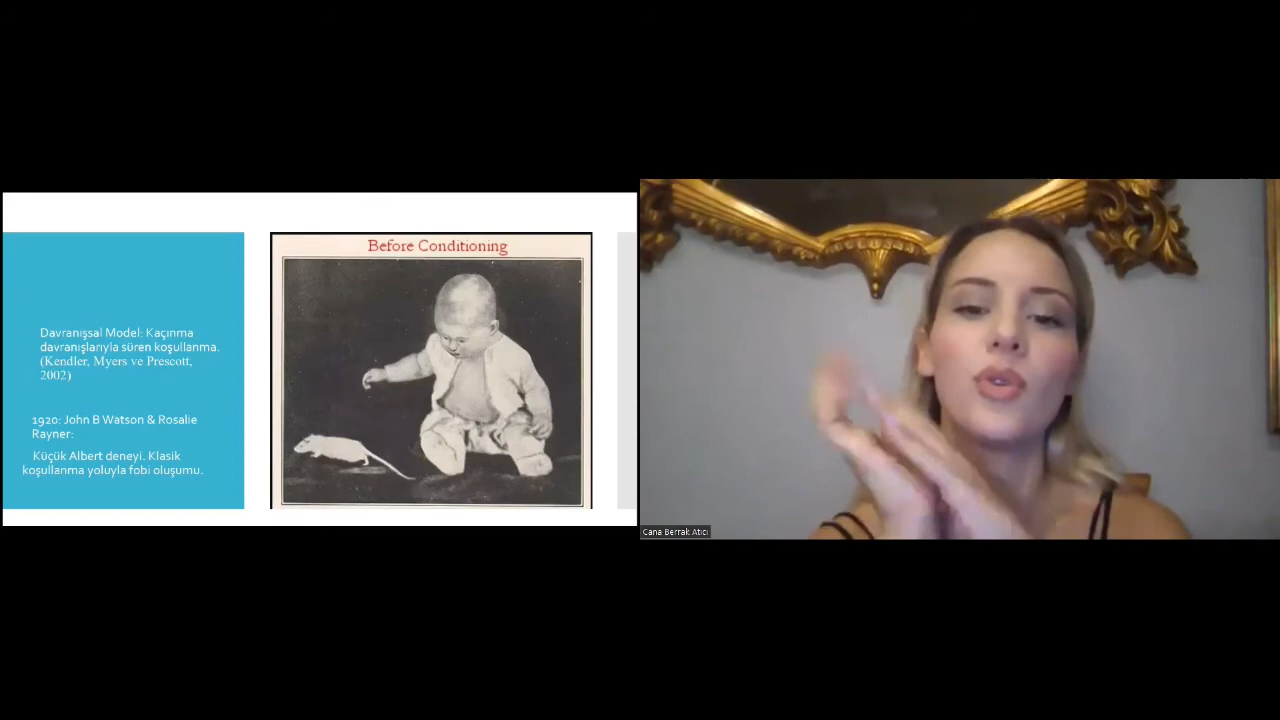 Davranışsal Model: Kaçınma
davranışlarıyla süren koşullanma.
(Kendler, Myers ve Prescott,
2002)
1920: John B Watson & Rosalie
Rayner:
Küçük Albert deneyi. Klasik
koşullanma yoluyla fobi oluşumu.
Before Conditioning
Cana Berrak Atıcı